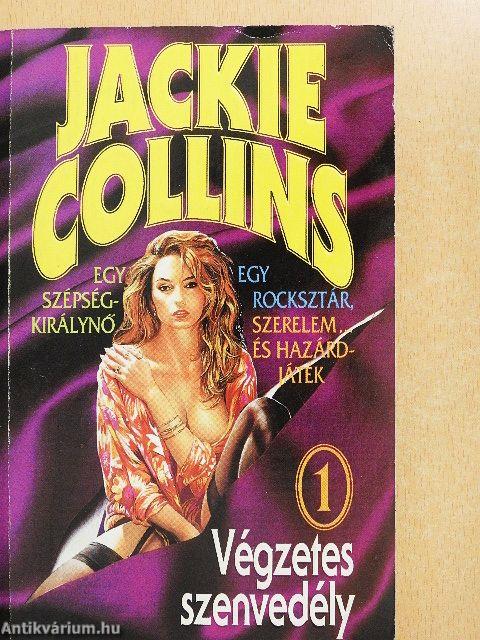 JACKIE
COLLINS
EGY
SZÉPSÉG-
KIRÁLYNŐ
EGY
ROCKSZTÁR,
SZERELEM...
ÉS HAZÁRD-
JÁTÉK
1
Végzetes
szenvedély
Antikvárium.hu